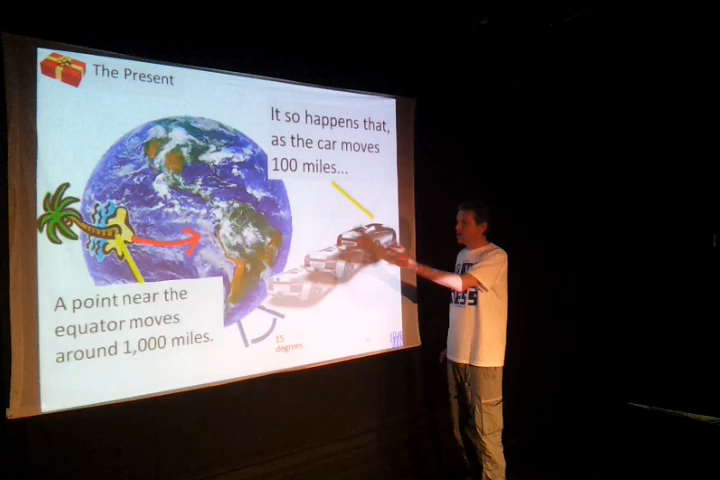 The Present
It so happens that,
as the car moves
100 miles...
A point near the
equator moves
around 1,000 miles.
15
degrees